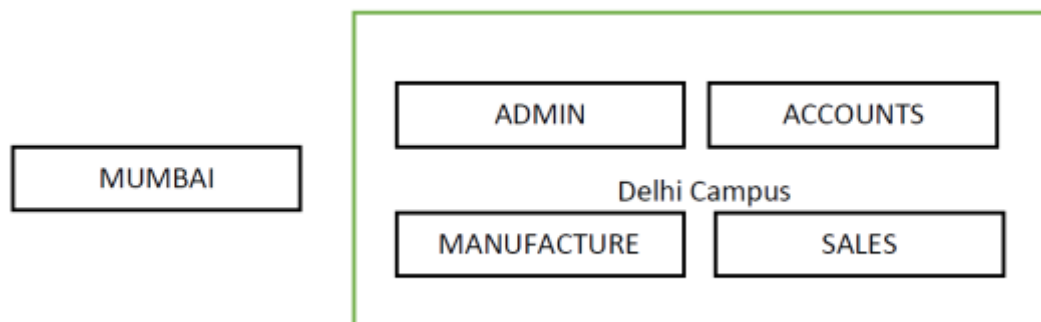 MUMBAI
ADMIN
ACCOUNTS
Delhi Campus
MANUFACTURE
SALES